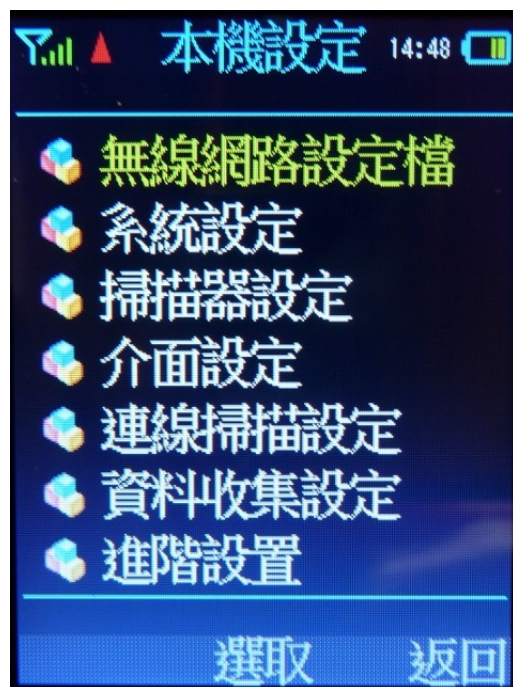 本機設定 14:48
無線網路設定檔
系統設定
掃描器設定
介面設定
連線掃描設定
資料收集設定
進階設置
選取 返回